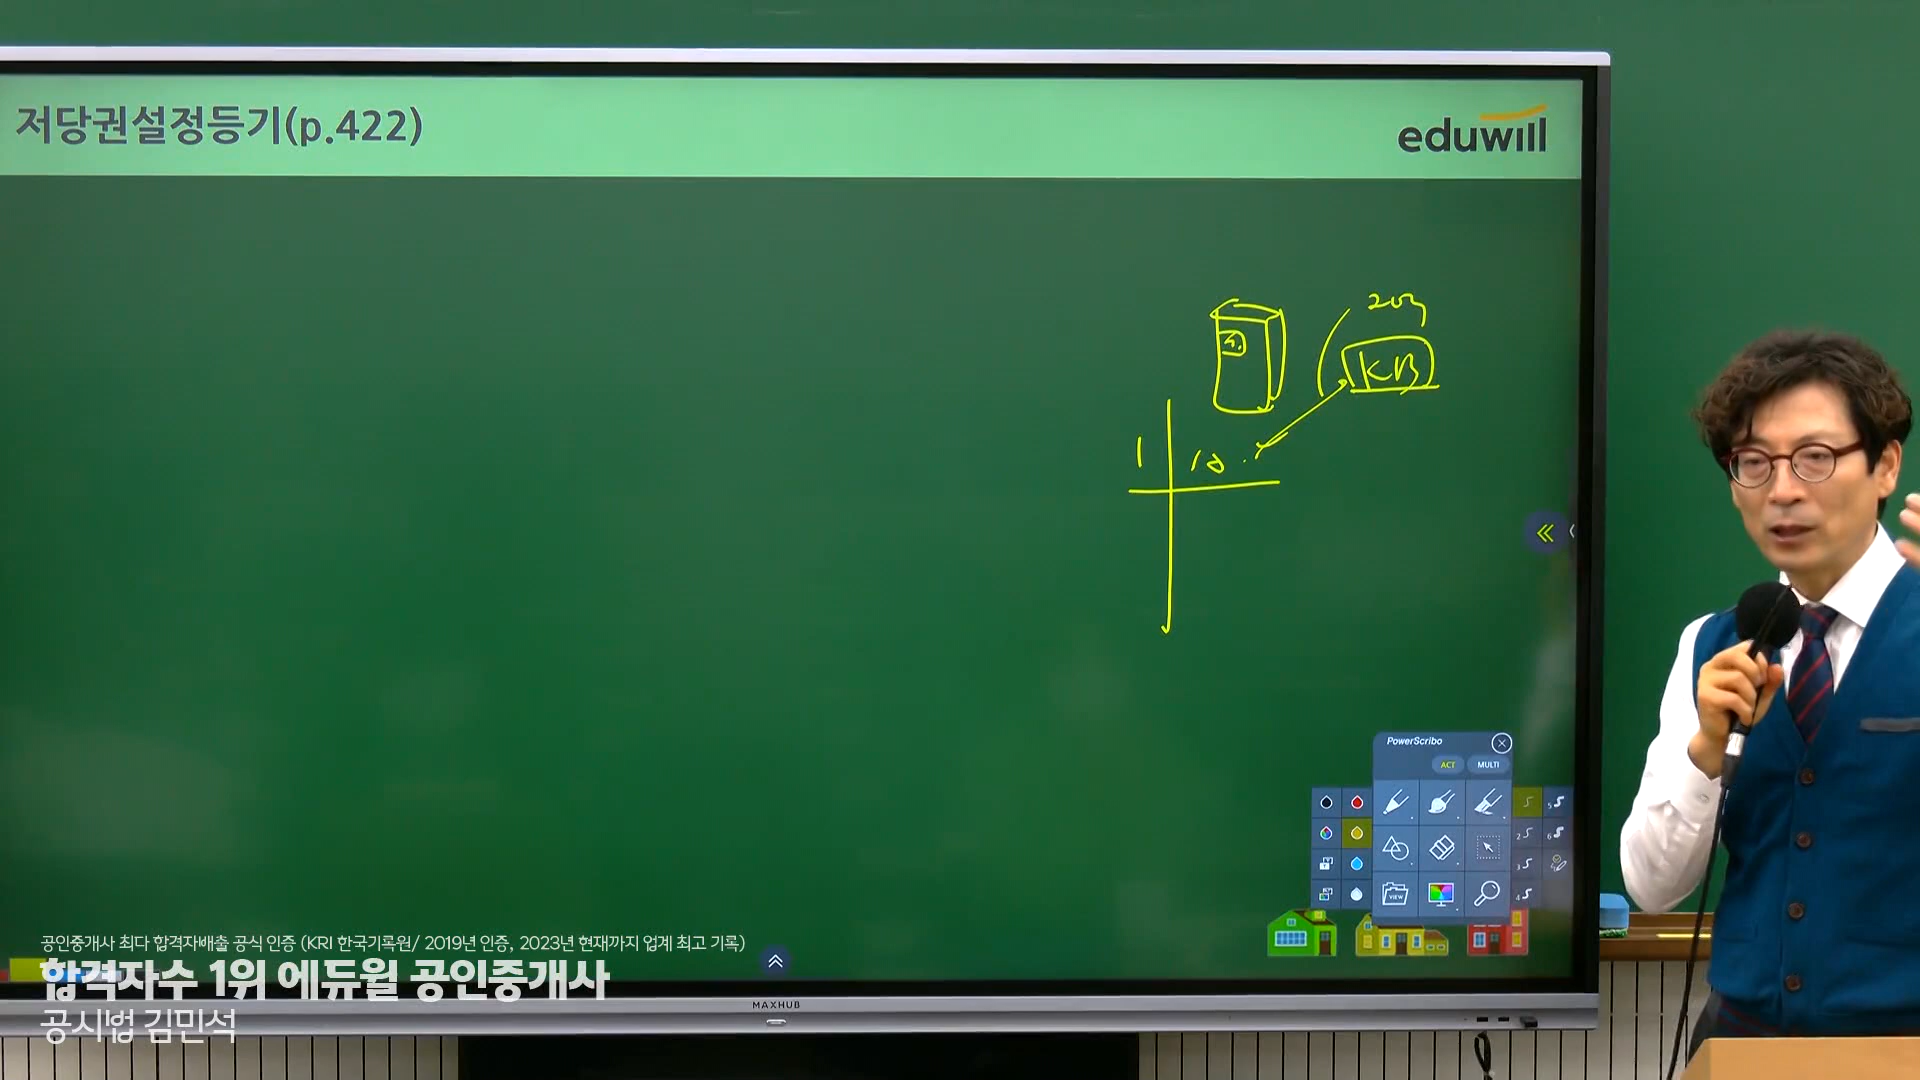 저당권설정등기(p.422)
eduwill
20억
KB
1
PowerScribo
ACT
MULTI
VIEW
공인중개사 최다 합격자배출 공식 인증 (KRI 한국기록원/ 2019년 인증, 2023년 현재까지 업계 최고 기록)
합격자수 1위 에듀윌 공인중개사
공시법 김민석
MAXHUB